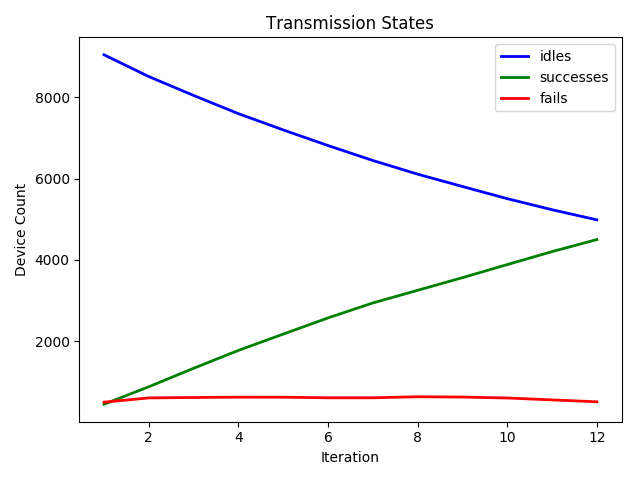 Transmission States
idles
successes
fails
Device Count
8000
6000
4000
2000
2 4 6 8 10 12
Iteration